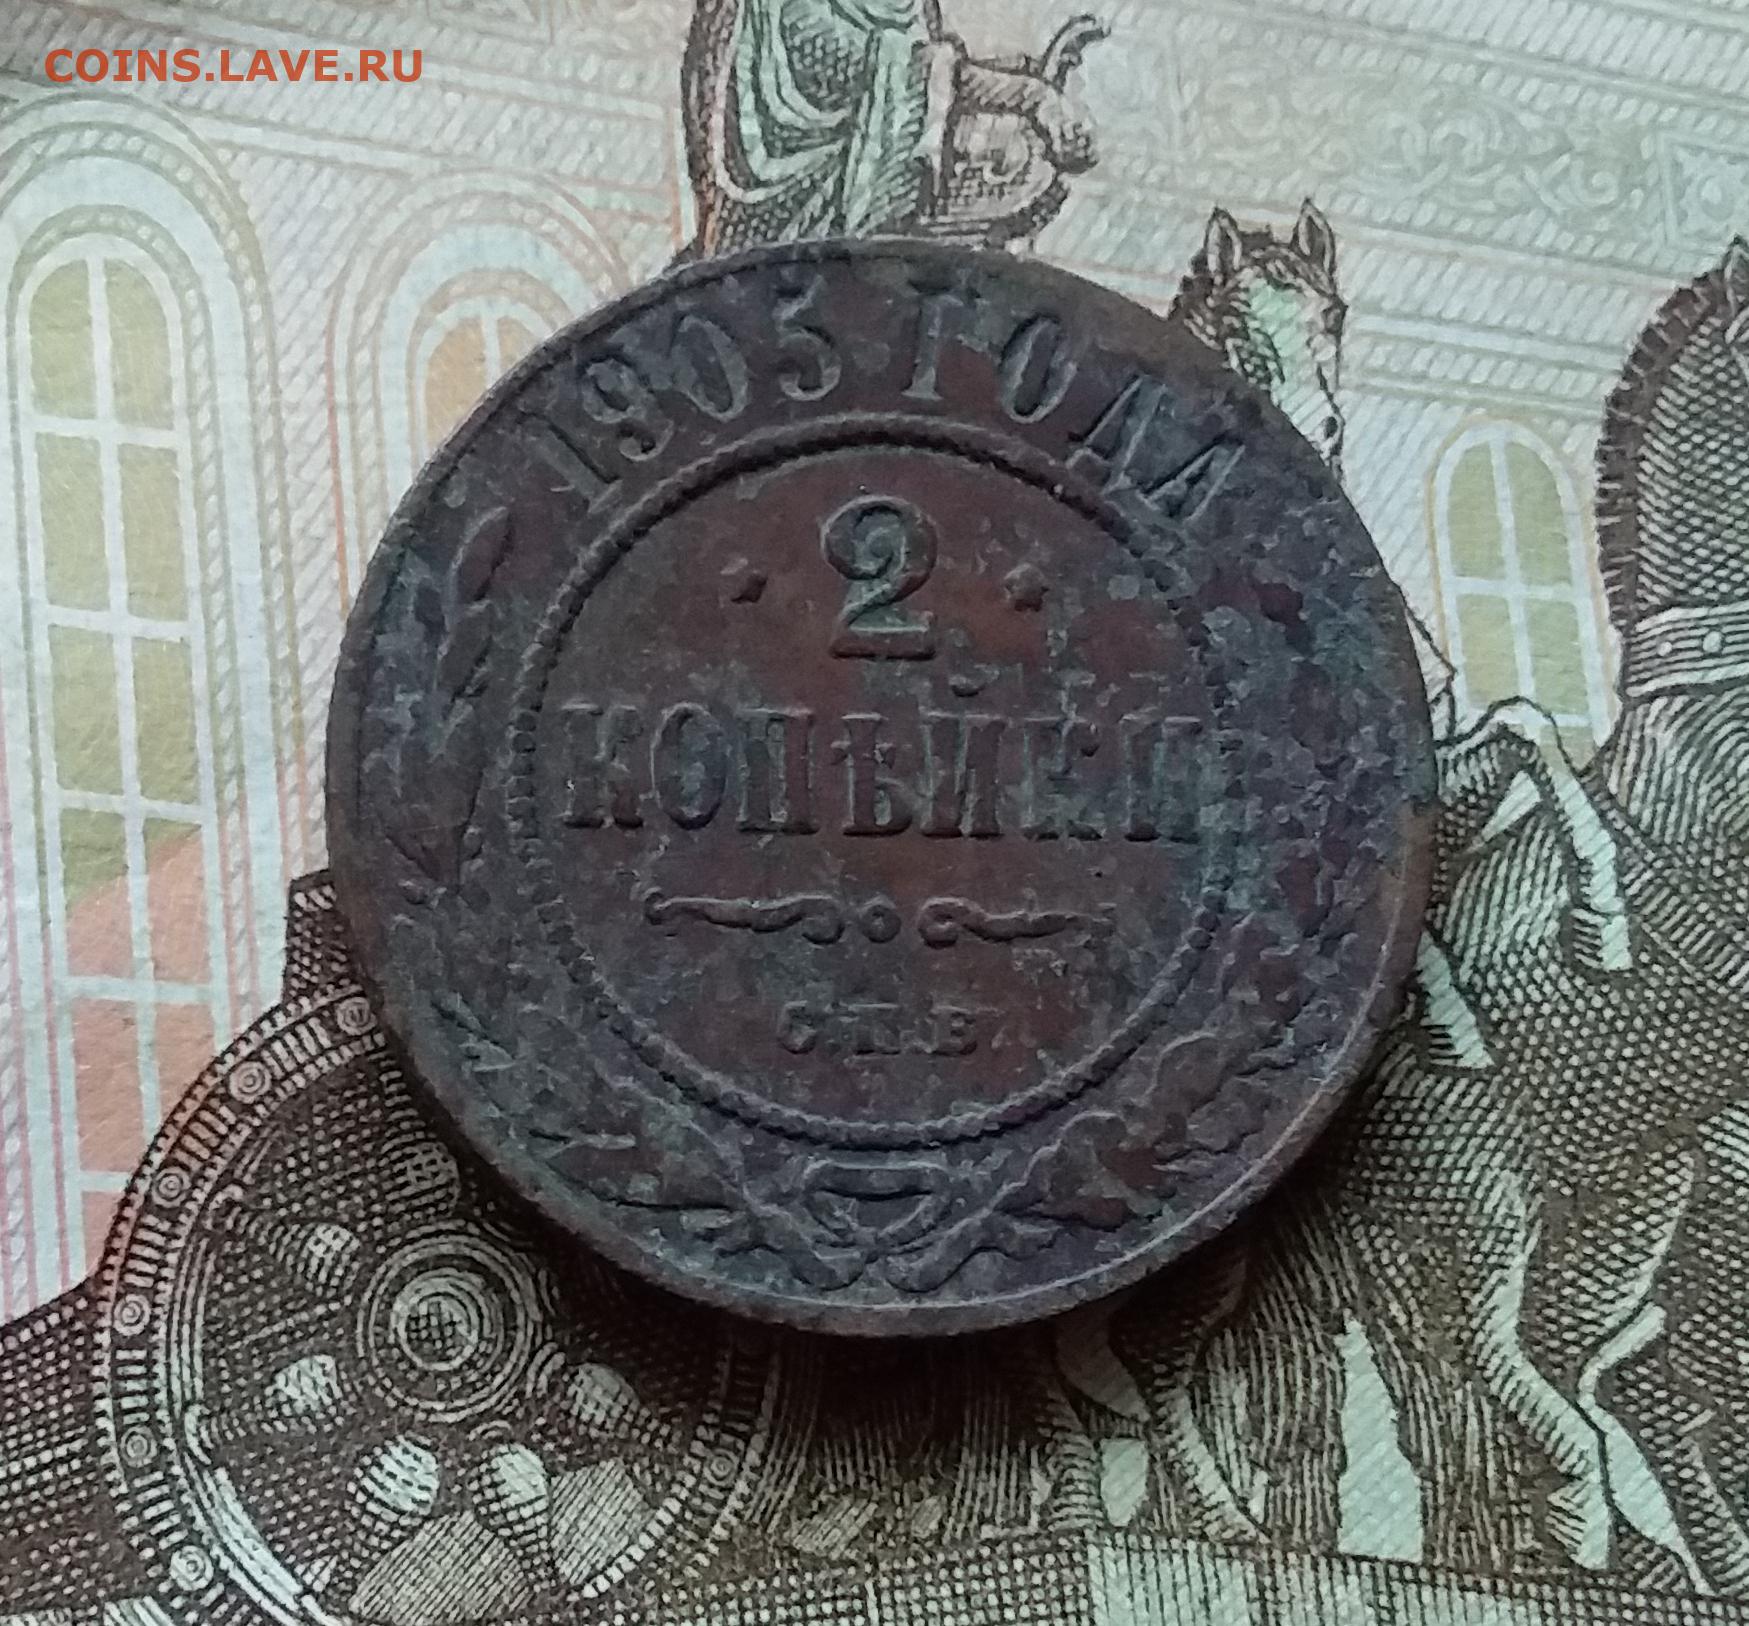 COINS.LAVE.RU
1905 ГОДА
2
КОПѢЙКИ
С.П.Б.